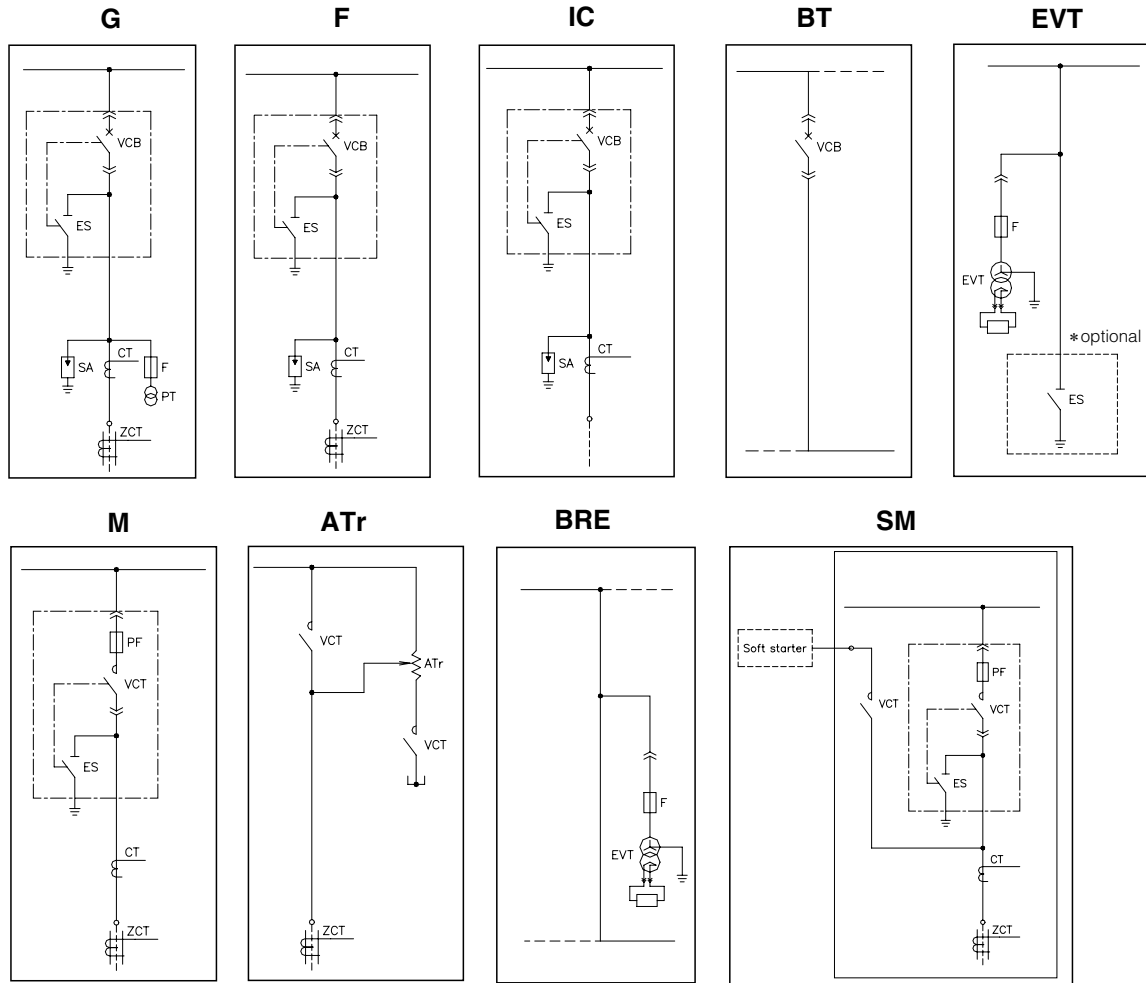 G
F
IC
BT
EVT
VCB
ES
SA
CT
F
PT
ZCT
VCB
ES
SA
CT
ZCT
VCB
ES
SA
CT
VCB
F
EVT
*optional
ES
M
ATr
BRE
SM
PF
VCT
ES
CT
ZCT
VCT
ATr
VCT
ZCT
F
EVT
Soft starter
VCT
PF
VCT
ES
CT
ZCT